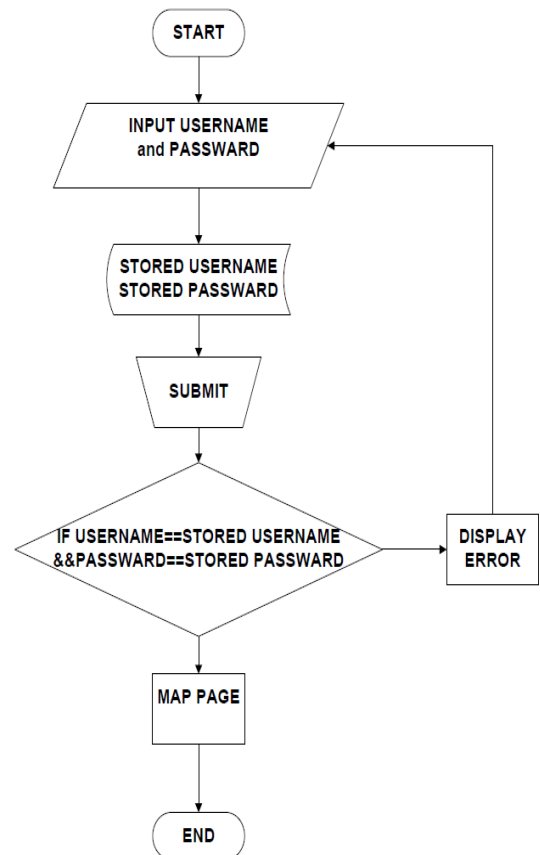 START
INPUT USERNAME
and PASSWARD
STORED USERNAME
STORED PASSWARD
SUBMIT
IF USERNAME==STORED USERNAME
&&PASSWARD==STORED PASSWARD
DISPLAY
ERROR
MAP PAGE
END